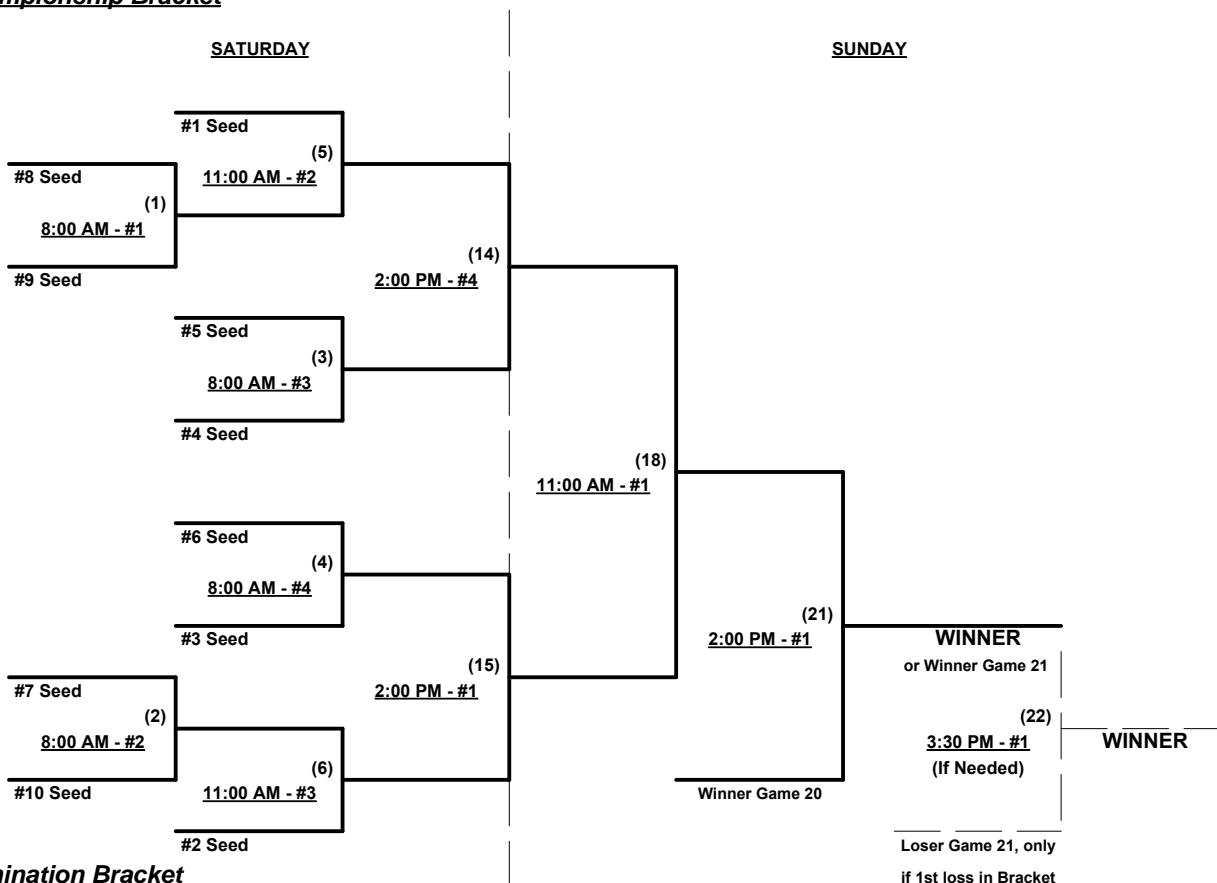 SATURDAY
SUNDAY
#1 Seed
(5)
#8 Seed
11:00 AM - #2
(1)
8:00 AM - #1
(14)
#9 Seed
2:00 PM - #4
#5 Seed
(3)
8:00 AM - #3
#4 Seed
(18)
11:00 AM - #1
#6 Seed
(4)
8:00 AM - #4
(21)
#3 Seed
2:00 PM - #1
WINNER
(15)
or Winner Game 21
#7 Seed
2:00 PM - #1
(2)
(22)
8:00 AM - #2
3:30 PM - #1
WINNER
(6)
(If Needed)
#10 Seed
11:00 AM - #3
Winner Game 20
#2 Seed
Loser Game 21, only
Bracket
if 1st loss in Bracket